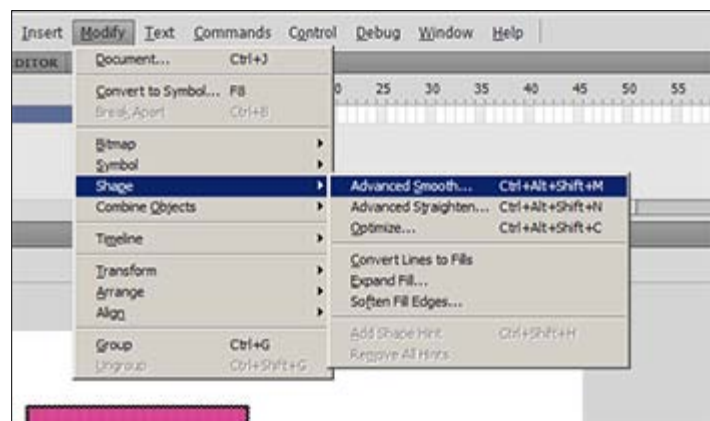 Insert Modify Text Commands Control Debug Window Help
DITOR
Document... Ctrl+J
0 25 30 35 40 45 50 55
Convert to Symbol... F8
Break Apart Ctrl+B
Bitmap
Symbol
Shape
Combine Objects
Timeline
Transform
Arrange
Align
Group Ctrl+G
Ungroup Ctrl+Shift+G
Advanced Smooth... Ctrl+Alt+Shift+M
Advanced Straighten... Ctrl+Alt+Shift+N
Optimize... Ctrl+Alt+Shift+C
Convert Lines to Fills
Expand Fill...
Soften Fill Edges...
Add Shape Hint Ctrl+Shift+H
Remove All Hints